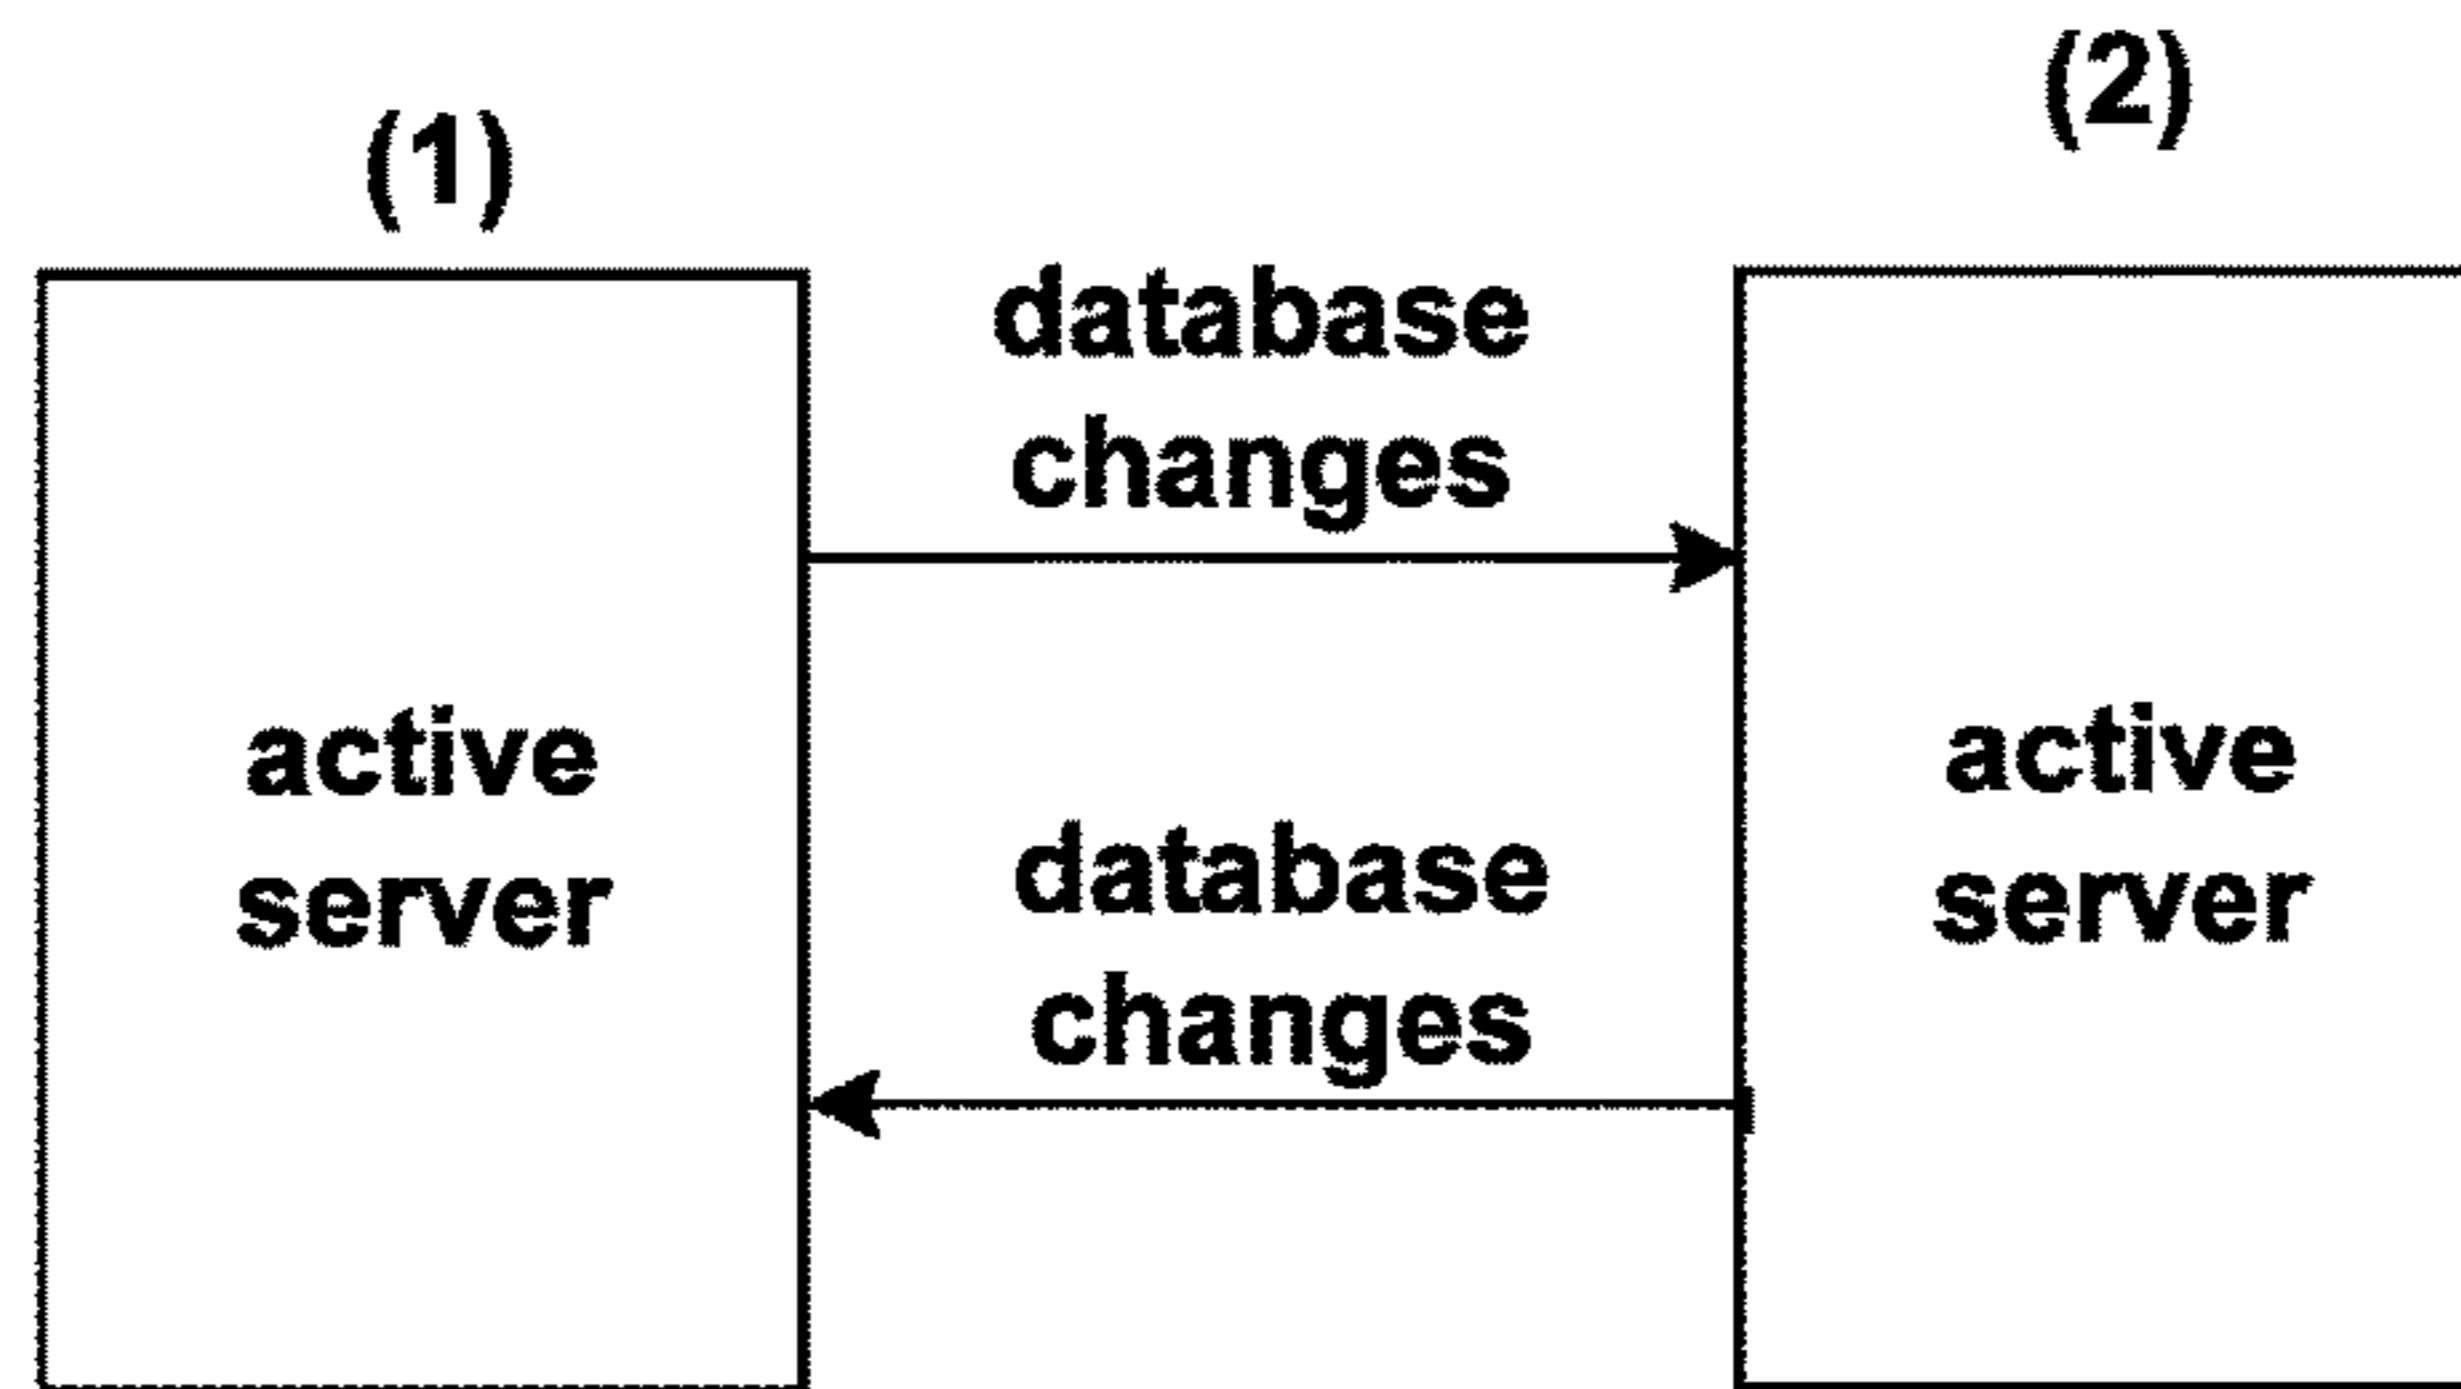 (1)
(2)
database
changes
active
server
database
changes
active
server